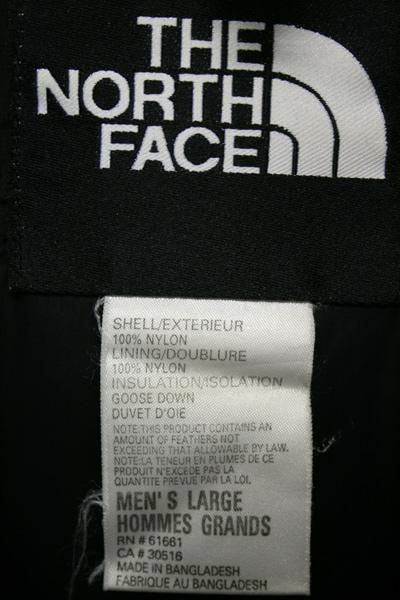 THE
NORTH
FACE
SHELL/EXTERIEUR
100% NYLON
LINING/DOUBLURE
100% NYLON
INSULATION/ISOLATION
GOOSE DOWN
DUVET D'OIE
NOTE:THIS PRODUCT CONTAINS AN
AMOUNT OF FEATHERS NOT
EXCEEDING THAT ALLOWABLE BY LAW.
NOTE:LA TENEUR EN PLUMES DE CE
PRODUIT N'EXCEDE PAS LA
QUANTITE PREVUE PAR LA LOI.
MEN'S LARGE
HOMMES GRANDS
RN # 61661
CA # 30516
MADE IN BANGLADESH
FABRIQUE AU BANGLADESH